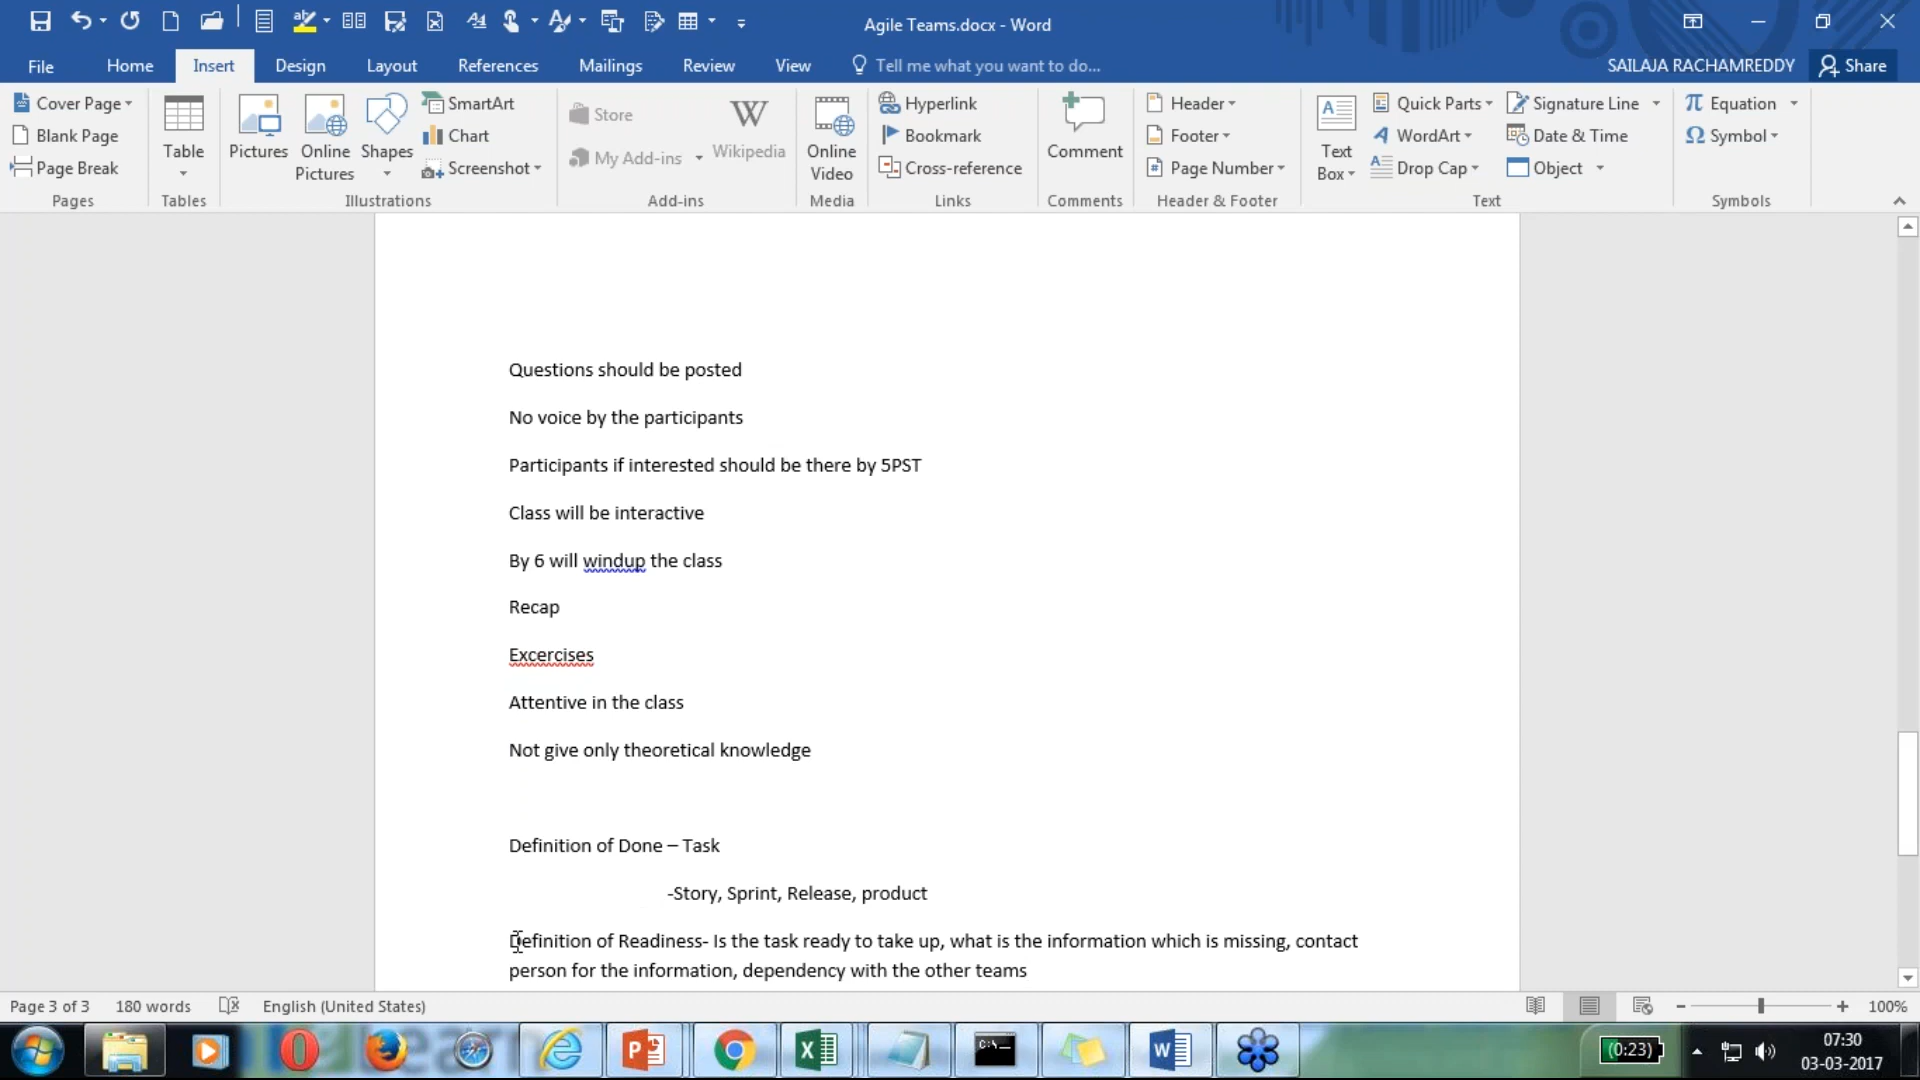 Agile Teams.docx - Word
File Home Insert Design Layout References Mailings Review View Tell me what you want to do... SAILAJA RACHAMREDDY Share
Cover Page
Blank Page
Page Break
Pages
Table
Tables
Pictures
Online Pictures
Shapes
SmartArt
Chart
Screenshot
Illustrations
Store
My Add-ins
Wikipedia
Add-ins
Online Video
Media
Hyperlink
Bookmark
Cross-reference
Links
Comment
Comments
Header
Footer
Page Number
Header & Footer
Text Box
Quick Parts
WordArt
Drop Cap
Signature Line
Date & Time
Object
Text
Equation
Symbol
Symbols
Questions should be posted
No voice by the participants
Participants if interested should be there by 5PST
Class will be interactive
By 6 will windup the class
Recap
Excercises
Attentive in the class
Not give only theoretical knowledge
Definition of Done – Task
-Story, Sprint, Release, product
Definition of Readiness- Is the task ready to take up, what is the information which is missing, contact
person for the information, dependency with the other teams
Page 3 of 3 180 words English (United States) 100%
(0:23)
07:30
03-03-2017